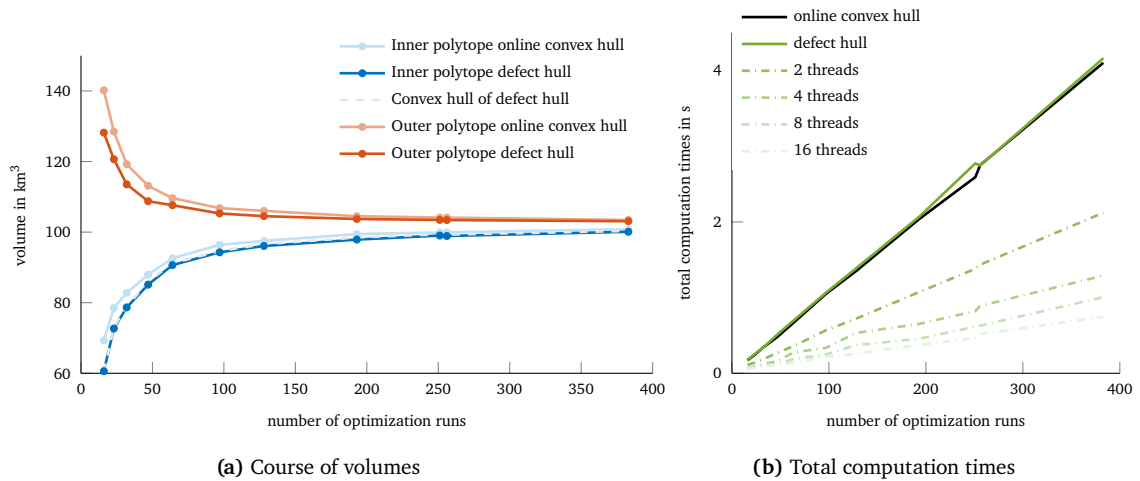 Inner polytope online convex hull
Inner polytope defect hull
Convex hull of defect hull
Outer polytope online convex hull
Outer polytope defect hull
volume in km³
140
120
100
80
60
0
50
100
150
200
250
300
350
400
number of optimization runs
(a) Course of volumes
online convex hull
defect hull
2 threads
4 threads
8 threads
16 threads
total computation times in s
4
2
0
0
100
200
300
400
number of optimization runs
(b) Total computation times